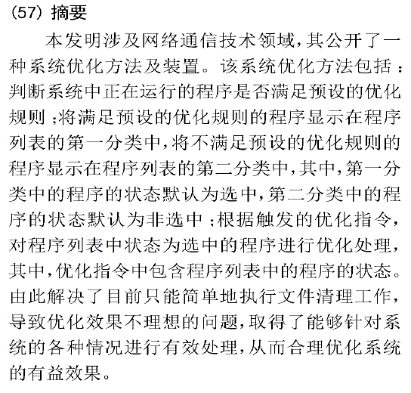 (57) 摘要
本发明涉及网络通信技术领域,其公开了一
种系统优化方法及装置。该系统优化方法包括:
判断系统中正在运行的程序是否满足预设的优化
规则;将满足预设的优化规则的程序显示在程序
列表的第一分类中,将不满足预设的优化规则的
程序显示在程序列表的第二分类中,其中,第一分
类中的程序的状态默认为选中,第二分类中的程
序的状态默认为非选中;根据触发的优化指令,
对程序列表中状态为选中的程序进行优化处理,
其中,优化指令中包含程序列表中的程序的状态。
由此解决了目前只能简单地执行文件清理工作,
导致优化效果不理想的问题,取得了能够针对系
统的各种情况进行有效处理,从而合理优化系统
的有益效果。